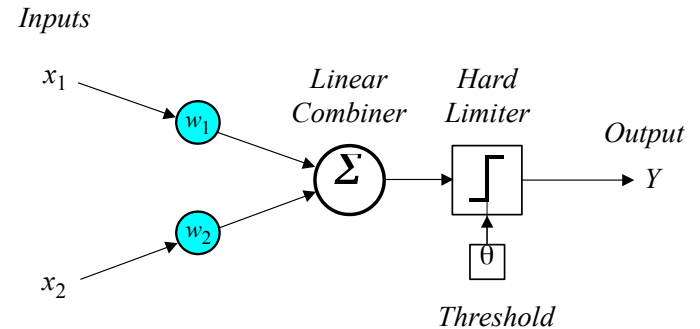 Inputs
x1
w1
Linear
Combiner
Σ
Hard
Limiter
Output
Y
w2
x2
θ
Threshold